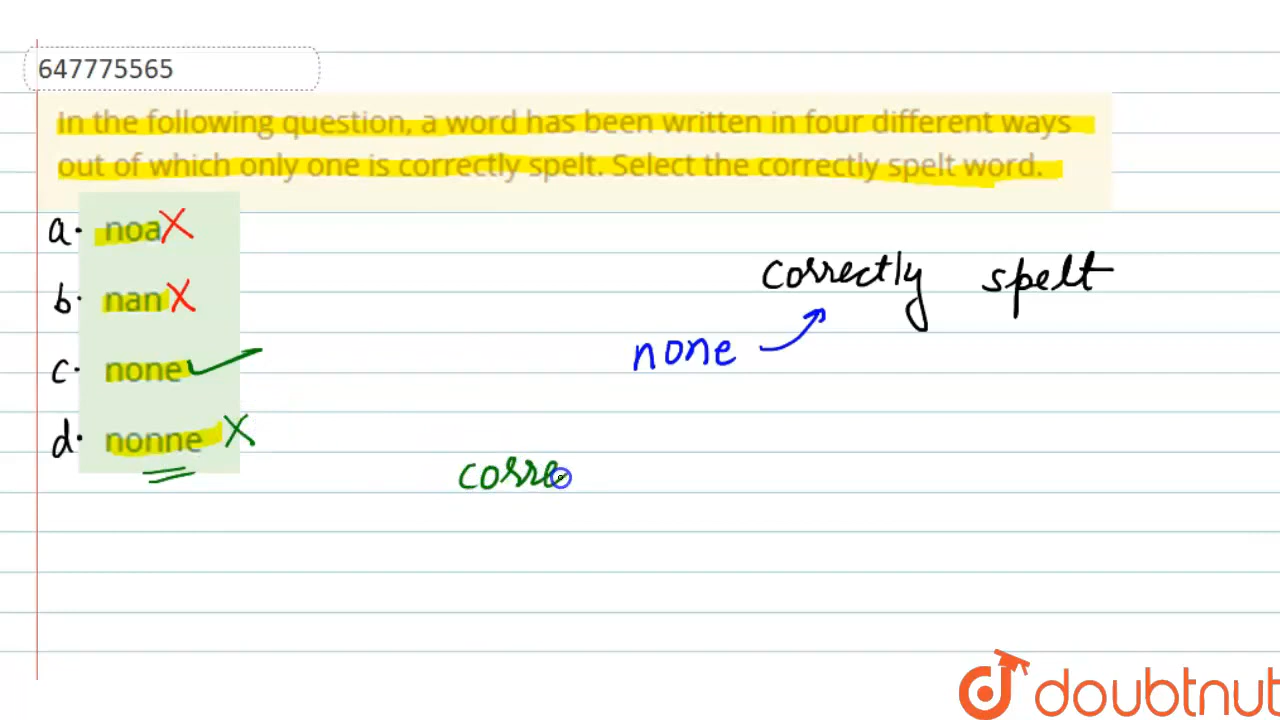 647775565
In the following question, a word has been written in four different ways
out of which only one is correctly spelt. Select the correctly spelt word.
a. noa X
b. nan X
c. none
d. nonne X
correctly spelt
none
corre
doubtnut